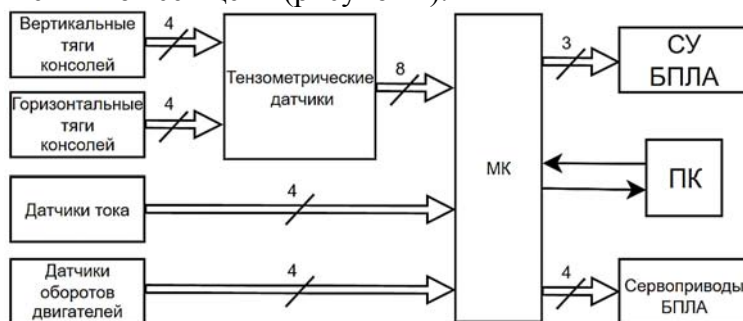 Вертикальные
тяги
консолей
4
Горизонтальные
тяги
консолей
4
Тензометрические
датчики
8
Датчики тока
4
Датчики
оборотов
двигателей
4
МК
3
СУ
БПЛА
ПК
4
Сервоприводы
БПЛА